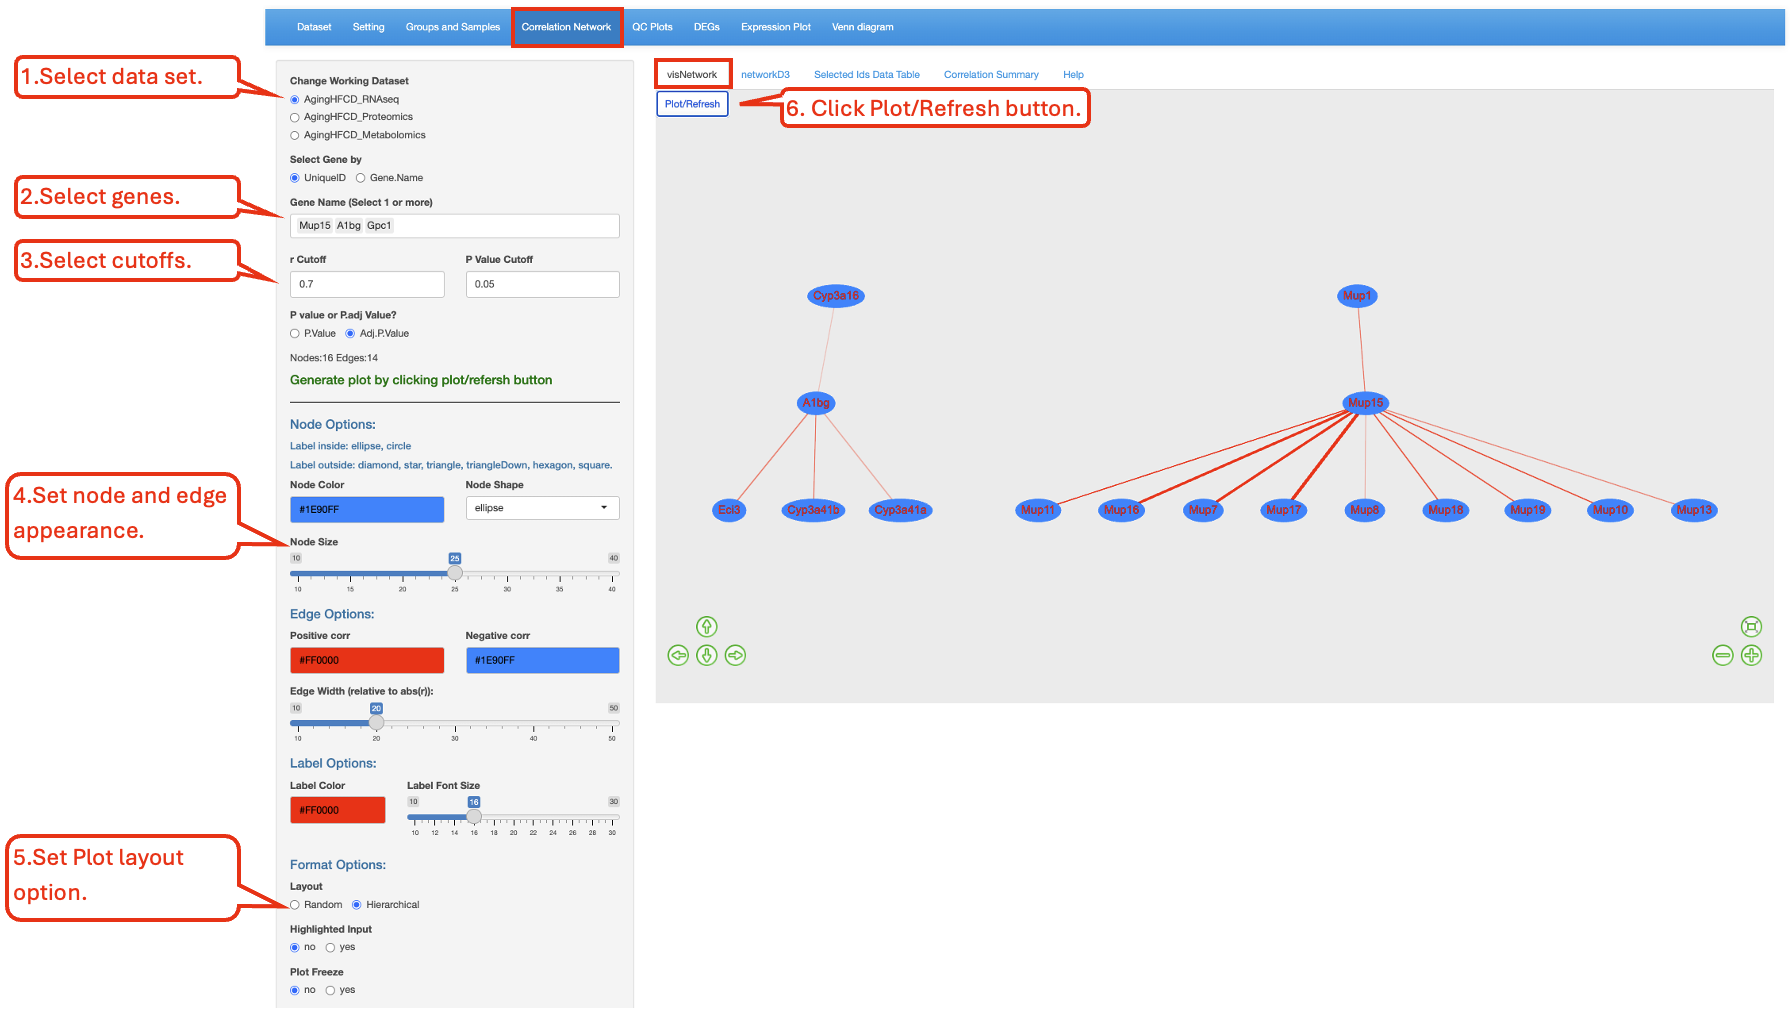 Dataset Setting Groups and Samples Correlation Network QC Plots DEGs Expression Plot Venn diagram
1.Select data set.
Change Working Dataset
AgingHFCD_RNAseq
AgingHFCD_Proteomics
AgingHFCD_Metabolomics
Select Gene by
UniqueID Gene.Name
2.Select genes.
Gene Name (Select 1 or more)
Mup15 A1bg Gpc1
3.Select cutoffs.
r Cutoff P Value Cutoff
0.7 0.05
P value or P.adj Value?
P.Value Adj.P.Value
Nodes:16 Edges:14
Generate plot by clicking plot/refersh button
Node Options:
Label inside: ellipse, circle
Label outside: diamond, star, triangle, triangleDown, hexagon, square.
4.Set node and edge
appearance.
Node Color Node Shape
#1E90FF ellipse
Node Size
10 25 40
10 15 20 25 30 35 40
Edge Options:
Positive corr Negative corr
#FF0000 #1E90FF
Edge Width (relative to abs(r)):
10 20 50
10 20 30 40 50
Label Options:
Label Color Label Font Size
#FF0000
10 16 30
10 12 14 16 18 20 22 24 26 28 30
5.Set Plot layout
option.
Format Options:
Layout
Random Hierarchical
Highlighted Input
no yes
Plot Freeze
no yes
visNetwork networkD3 Selected Ids Data Table Correlation Summary Help
Plot/Refresh
6. Click Plot/Refresh button.
Cyp3a16 Mup1
A1bg Mup15
Eci3 Cyp3a41b Cyp3a41a Mup11 Mup16 Mup7 Mup17 Mup8 Mup18 Mup19 Mup10 Mup13